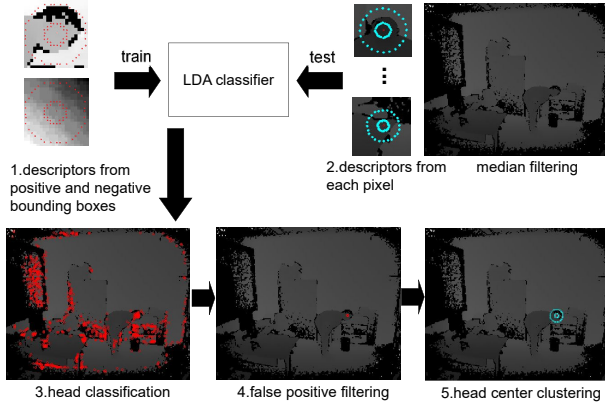 train
LDA classifier
test
1.descriptors from
positive and negative
bounding boxes
2.descriptors from
each pixel
median filtering
3.head classification
4.false positive filtering
5.head center clustering